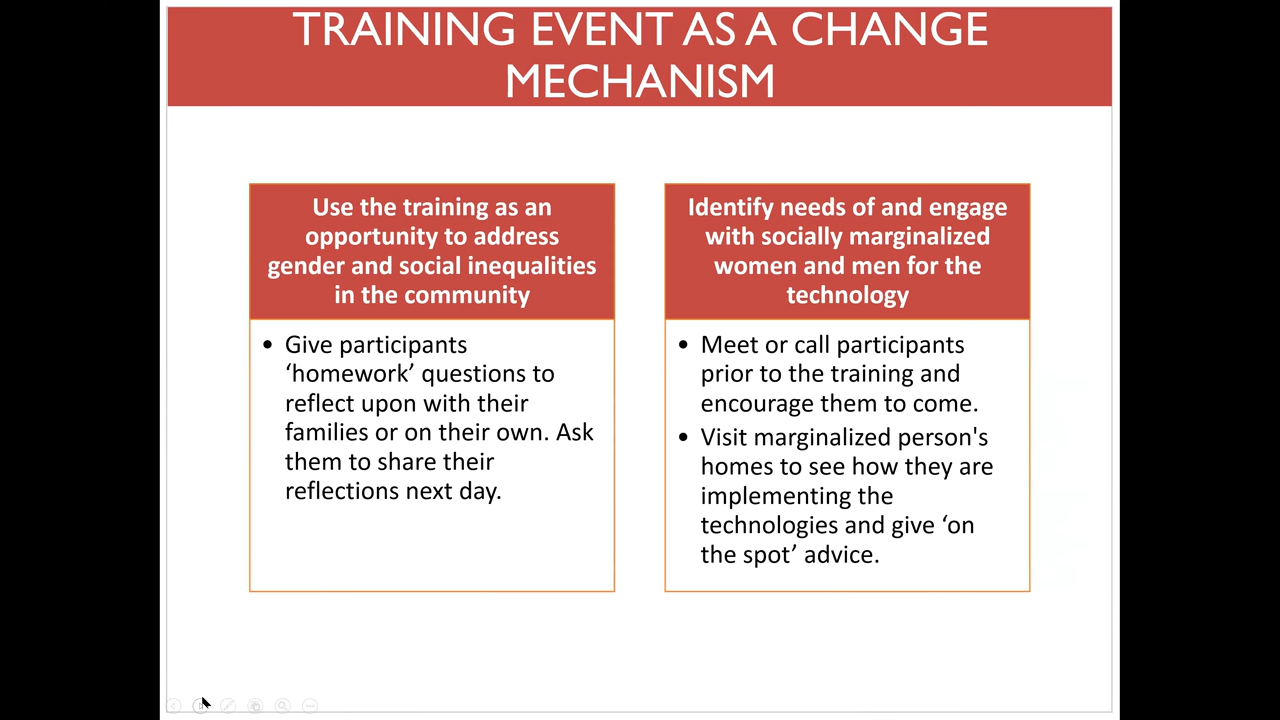 TRAINING EVENT AS A CHANGE
MECHANISM
Use the training as an
opportunity to address
gender and social inequalities
in the community
• Give participants
‘homework’ questions to
reflect upon with their
families or on their own. Ask
them to share their
reflections next day.
Identify needs of and engage
with socially marginalized
women and men for the
technology
• Meet or call participants
prior to the training and
encourage them to come.
• Visit marginalized person's
homes to see how they are
implementing the
technologies and give ‘on
the spot’ advice.